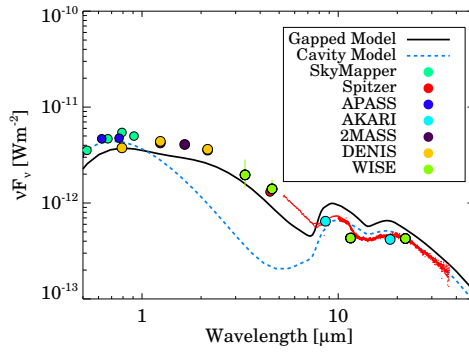 10⁻¹⁰
Gapped Model
Cavity Model
SkyMapper
Spitzer
APASS
AKARI
2MASS
DENIS
WISE
10⁻¹¹
10⁻¹²
10⁻¹³
νFᵥ [Wm⁻²]
1
10
Wavelength [μm]